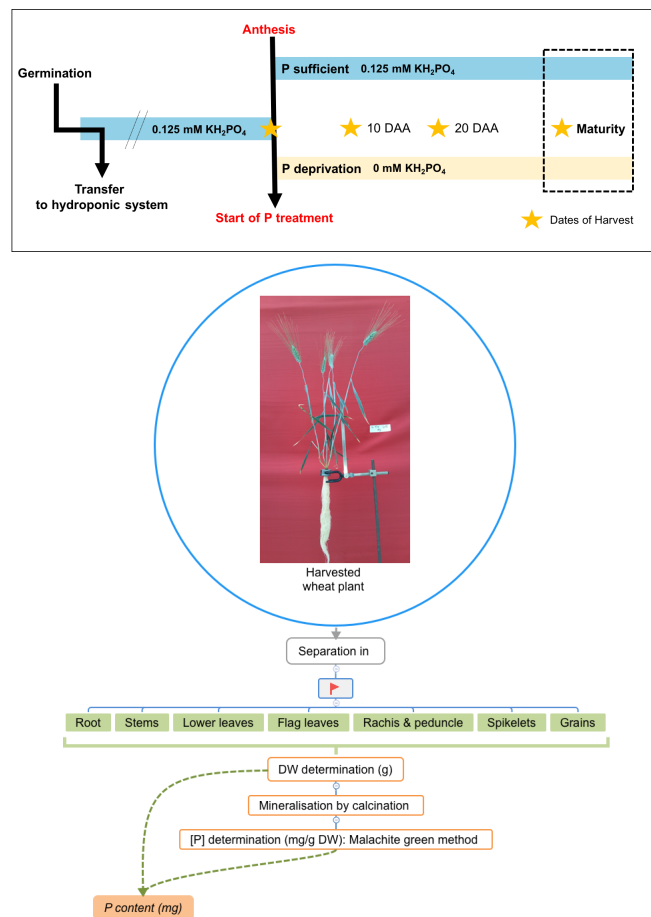 Anthesis
Germination
P sufficient 0.125 mM KH₂PO₄
0.125 mM KH₂PO₄
10 DAA
20 DAA
Maturity
P deprivation 0 mM KH₂PO₄
Transfer
to hydroponic system
Start of P treatment
Dates of Harvest
Harvested
wheat plant
Separation in
Root
Stems
Lower leaves
Flag leaves
Rachis & peduncle
Spikelets
Grains
DW determination (g)
Mineralisation by calcination
[P] determination (mg/g DW): Malachite green method
P content (mg)